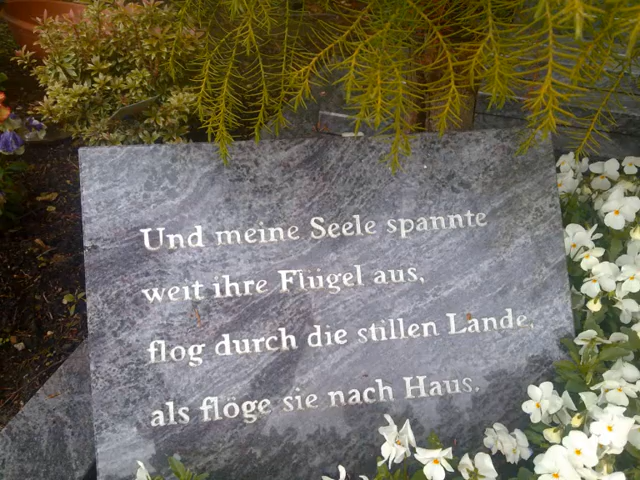 Und meine Seele spannte
weit ihre Flügel aus,
flog durch die stillen Lande,
als flöge sie nach Haus.